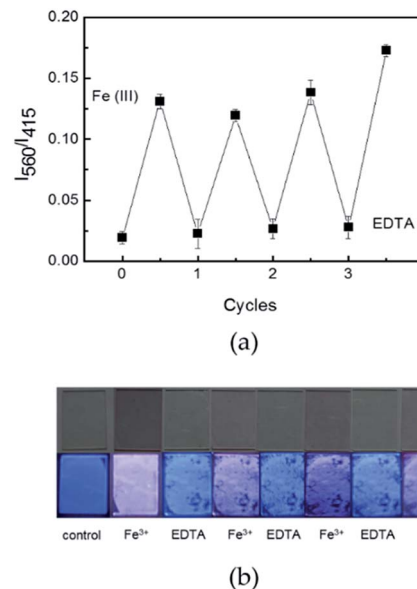 (a)
0.20
0.15
0.10
0.05
0.00
I₅₆₀/I₄₁₅
Fe (III)
EDTA
0 1 2 3
Cycles
(a)
control Fe³⁺ EDTA Fe³⁺ EDTA Fe³⁺ EDTA
(b)